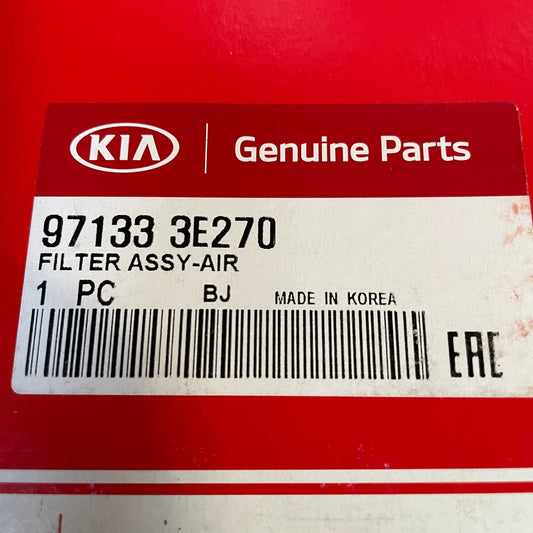 KIA Genuine Parts
97133 3E270
FILTER ASSY-AIR
1 PC BJ MADE IN KOREA
EAC